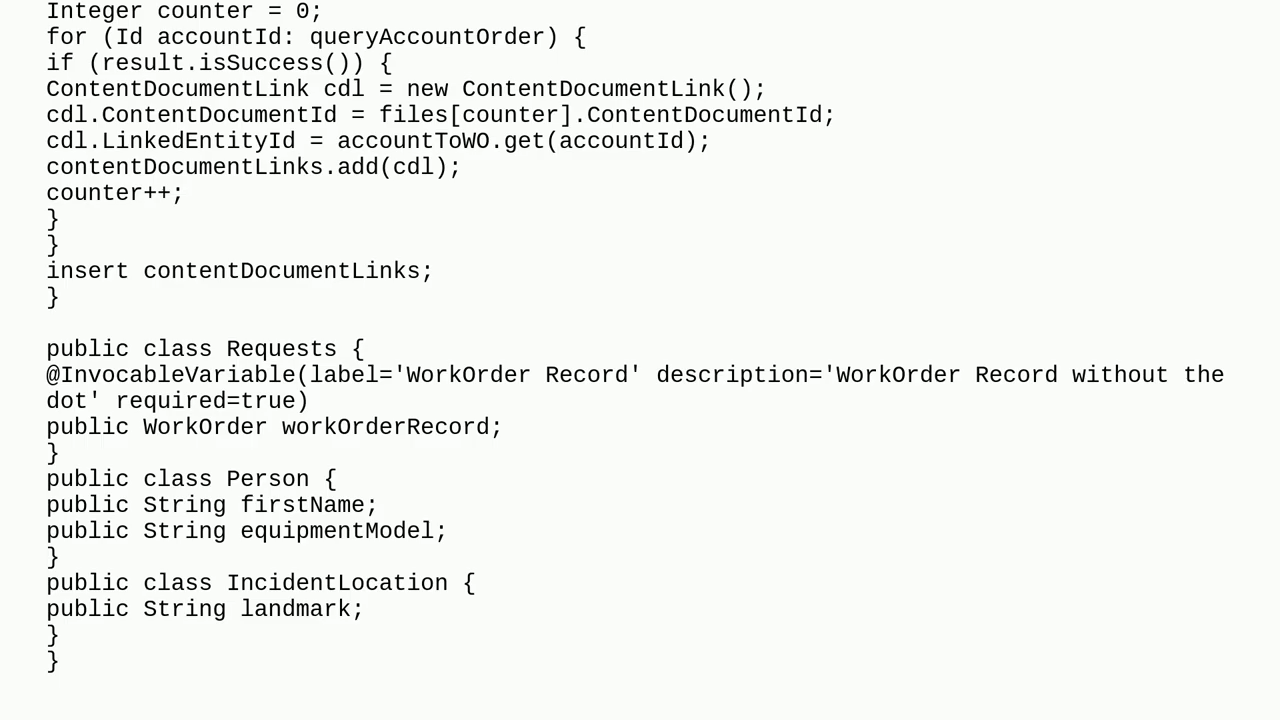 Integer counter = 0;
for (Id accountId: queryAccountOrder) {
if (result.isSuccess()) {
ContentDocumentLink cdl = new ContentDocumentLink();
cdl.ContentDocumentId = files[counter].ContentDocumentId;
cdl.LinkedEntityId = accountToWO.get(accountId);
contentDocumentLinks.add(cdl);
counter++;
}
}
insert contentDocumentLinks;
}

public class Requests {
@InvocableVariable(label='WorkOrder Record' description='WorkOrder Record without the
dot' required=true)
public WorkOrder workOrderRecord;
}
public class Person {
public String firstName;
public String equipmentModel;
}
public class IncidentLocation {
public String landmark;
}
}